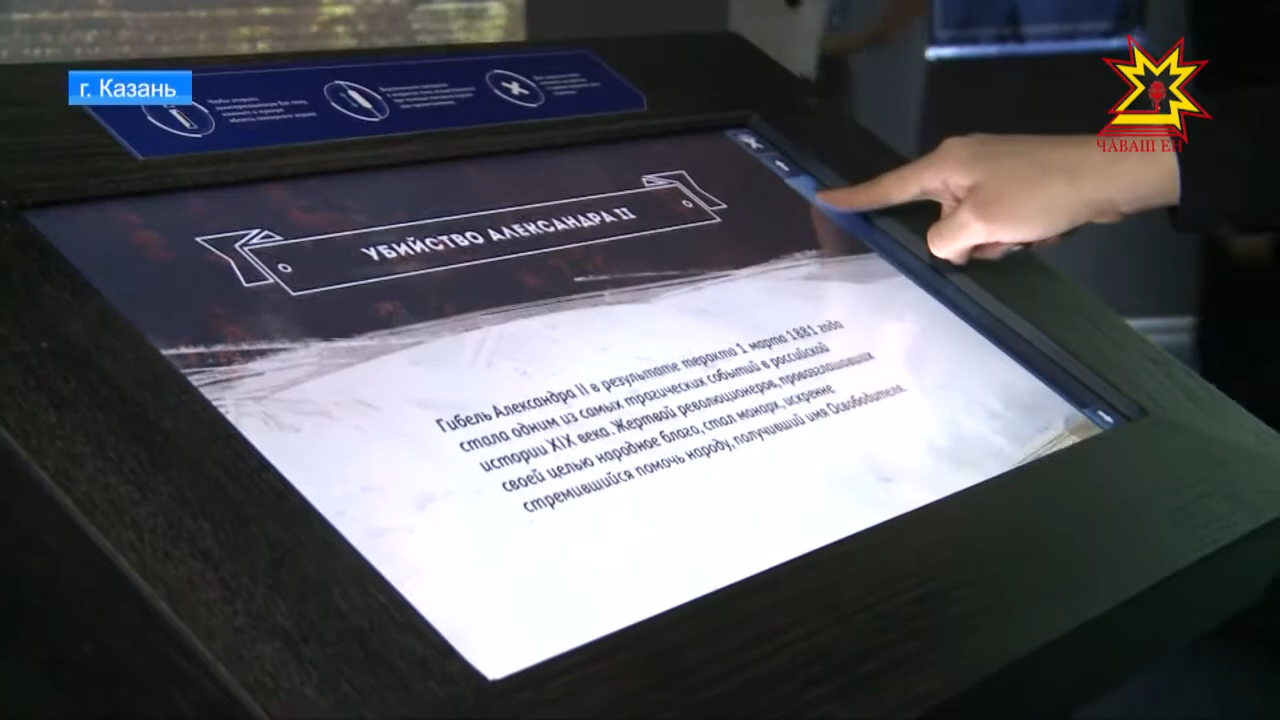 г. Казань
ЧӐВАШ ЕН
УБИЙСТВО АЛЕКСАНДРА II
Гибель Александра II в результате теракта 1 марта 1881 года
стала одним из самых трагических событий в российской
истории XIX века. Жертвой революционеров, провозглашавших
своей целью народное благо, стал монарх, искренне
стремившийся помочь народу, получивший имя Освободителя.